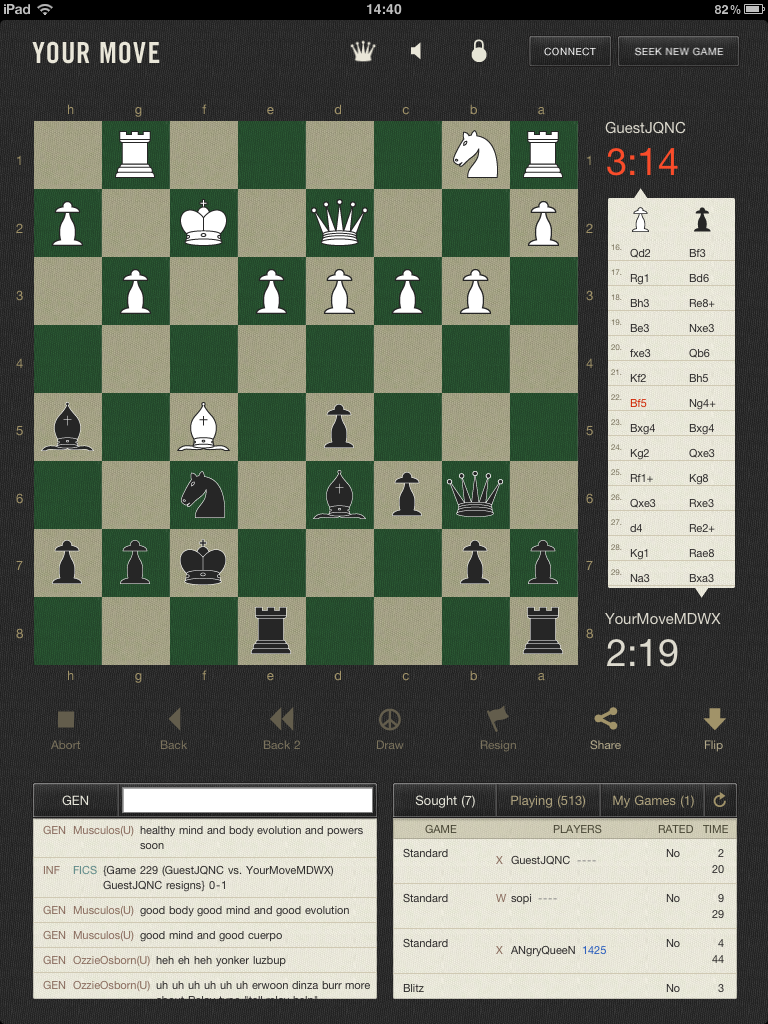 iPad 14:40 82%
YOUR MOVE CONNECT SEEK NEW GAME
h g f e d c b a
1 1
2 2
3 3
4 4
5 5
6 6
7 7
8 8
h g f e d c b a
GuestJQNC
3:14
16. Qd2 Bf3
17. Rg1 Bd6
18. Bh3 Re8+
19. Be3 Nxe3
20. fxe3 Qb6
21. Kf2 Bh5
22. Bf5 Ng4+
23. Bxg4 Bxg4
24. Kg2 Qxe3
25. Rf1+ Kg8
26. Qxe3 Rxe3
27. d4 Re2+
28. Kg1 Rae8
29. Na3 Bxa3
YourMoveMDWX
2:19
Abort Back Back 2 Draw Resign Share Flip
GEN
GEN Musculos(U) healthy mind and body evolution and powers
soon
INF FICS {Game 229 (GuestJQNC vs. YourMoveMDWX)
GuestJQNC resigns} 0-1
GEN Musculos(U) good body good mind and good evolution
GEN Musculos(U) good mind and good cuerpo
GEN OzzieOsborn(U) heh eh heh yonker luzbup
GEN OzzieOsborn(U) uh uh uh uh uh uh erwoon dinza burr more
Sought (7) Playing (513) My Games (1)
GAME PLAYERS RATED TIME
Standard X GuestJQNC ---- No 2
20
Standard W sopi ---- No 9
29
Standard X ANgryQueeN 1425 No 4
44
Blitz No 3